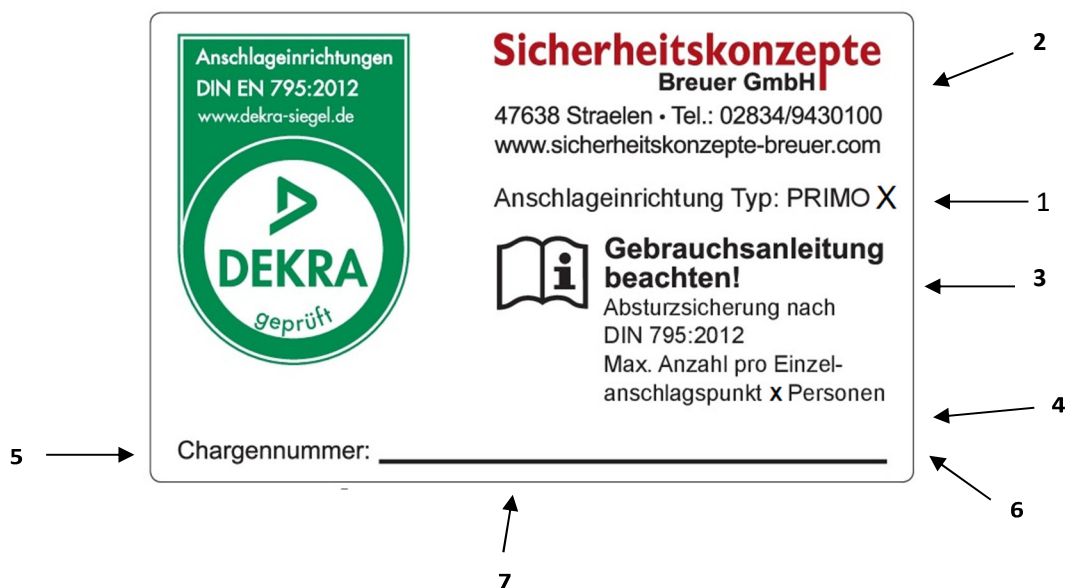 Anschlageinrichtungen
DIN EN 795:2012
www.dekra-siegel.de
DEKRA
geprüft
Sicherheitskonzepte
Breuer GmbH
47638 Straelen • Tel.: 02834/9430100
www.sicherheitskonzepte-breuer.com
Anschlageinrichtung Typ: PRIMO X
Gebrauchsanleitung
beachten!
Absturzsicherung nach
DIN 795:2012
Max. Anzahl pro Einzel-
anschlagspunkt x Personen
Chargennummer:
2
1
3
4
5
6
7